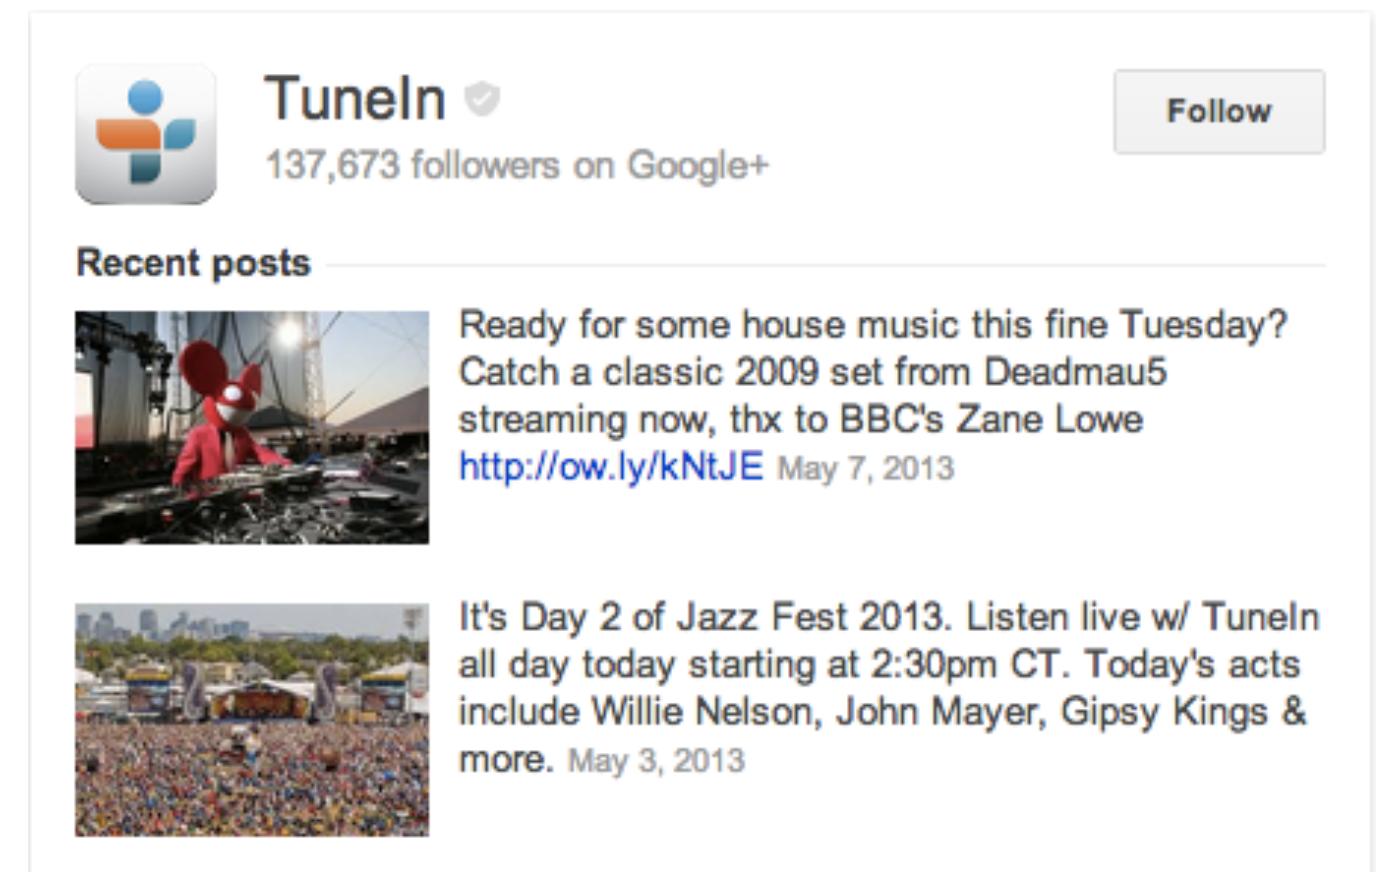 TuneIn
Follow
137,673 followers on Google+
Recent posts
Ready for some house music this fine Tuesday?
Catch a classic 2009 set from Deadmau5
streaming now, thx to BBC's Zane Lowe
http://ow.ly/kNtJE May 7, 2013
It's Day 2 of Jazz Fest 2013. Listen live w/ TuneIn
all day today starting at 2:30pm CT. Today's acts
include Willie Nelson, John Mayer, Gipsy Kings &
more. May 3, 2013